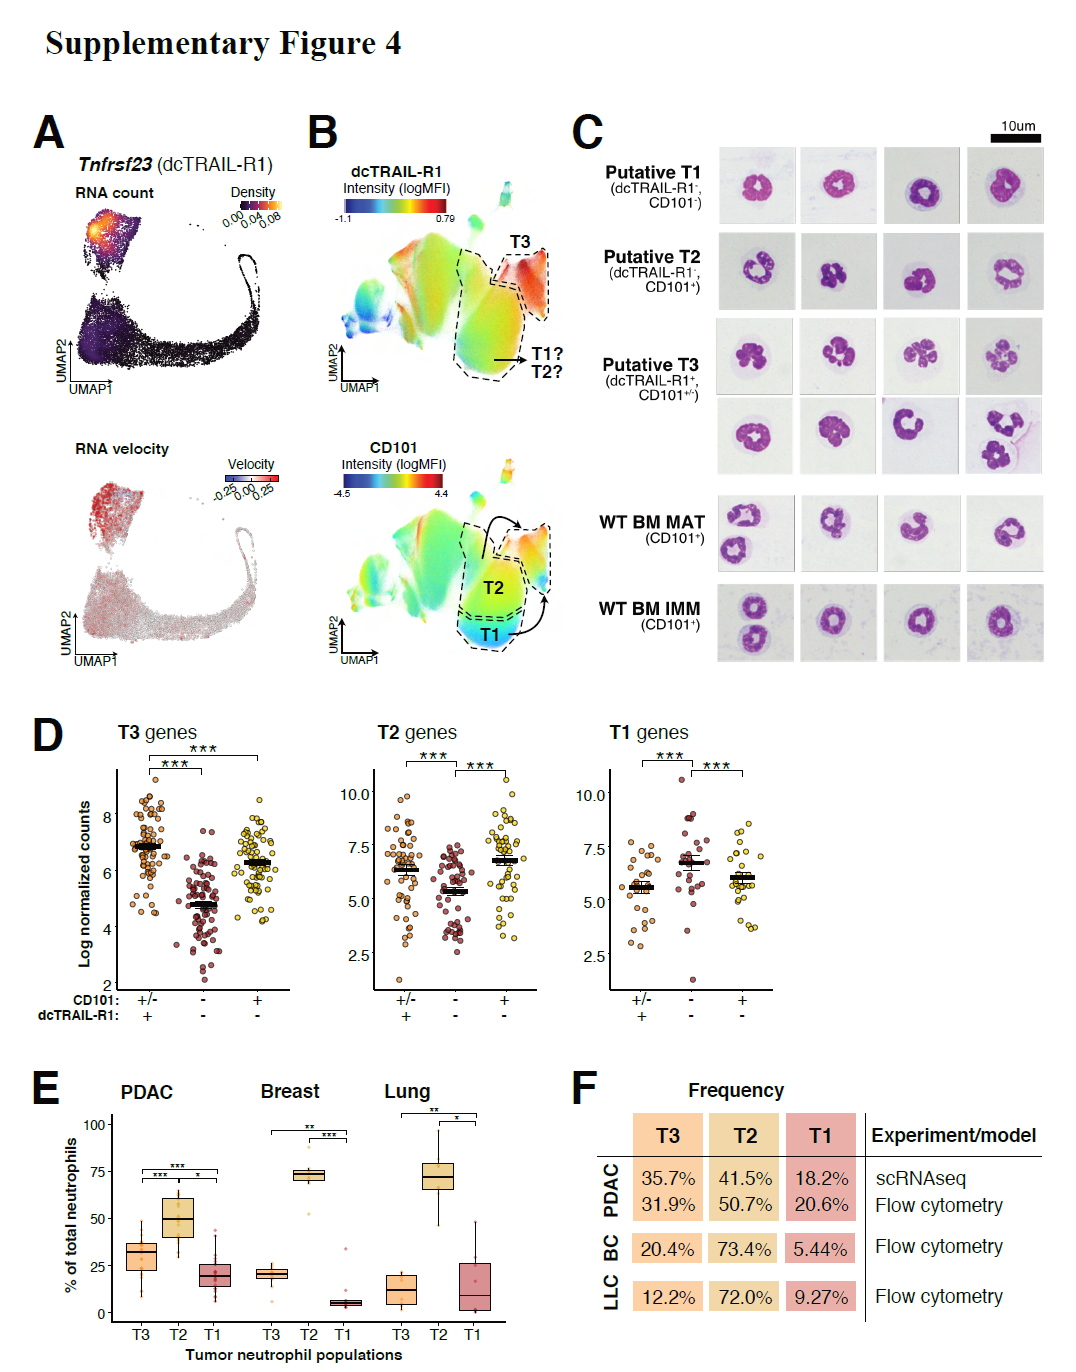 Supplementary Figure 4
A
Tnfrsf23 (dcTRAIL-R1)
RNA count
Density
0.00 0.04 0.08
UMAP2
UMAP1
RNA velocity
Velocity
-0.25 0.00 0.25
UMAP2
UMAP1
B
dcTRAIL-R1
Intensity (logMFI)
-1.1 0.79
T3
T1?
T2?
UMAP2
UMAP1
CD101
Intensity (logMFI)
-4.5 4.4
T2
T1
UMAP2
UMAP1
C
10um
Putative T1
(dcTRAIL-R1-,
CD101-)
Putative T2
(dcTRAIL-R1-,
CD101+)
Putative T3
(dcTRAIL-R1+,
CD101+/-)
WT BM MAT
(CD101+)
WT BM IMM
(CD101+)
D
T3 genes
***
***
Log normalized counts
8
6
4
2
CD101: +/- - +
dcTRAIL-R1: + - -
T2 genes
*** ***
10.0
7.5
5.0
2.5
+/- - +
+ - -
T1 genes
*** ***
10.0
7.5
5.0
2.5
+/- - +
+ - -
E
PDAC Breast Lung
% of total neutrophils
100
75
50
25
0
***
*** *
**
***
**
*
T3 T2 T1 T3 T2 T1 T3 T2 T1
Tumor neutrophil populations
F
Frequency
T3 T2 T1 Experiment/model
PDAC
35.7% 41.5% 18.2% scRNAseq
31.9% 50.7% 20.6% Flow cytometry
BC
20.4% 73.4% 5.44% Flow cytometry
LLC
12.2% 72.0% 9.27% Flow cytometry